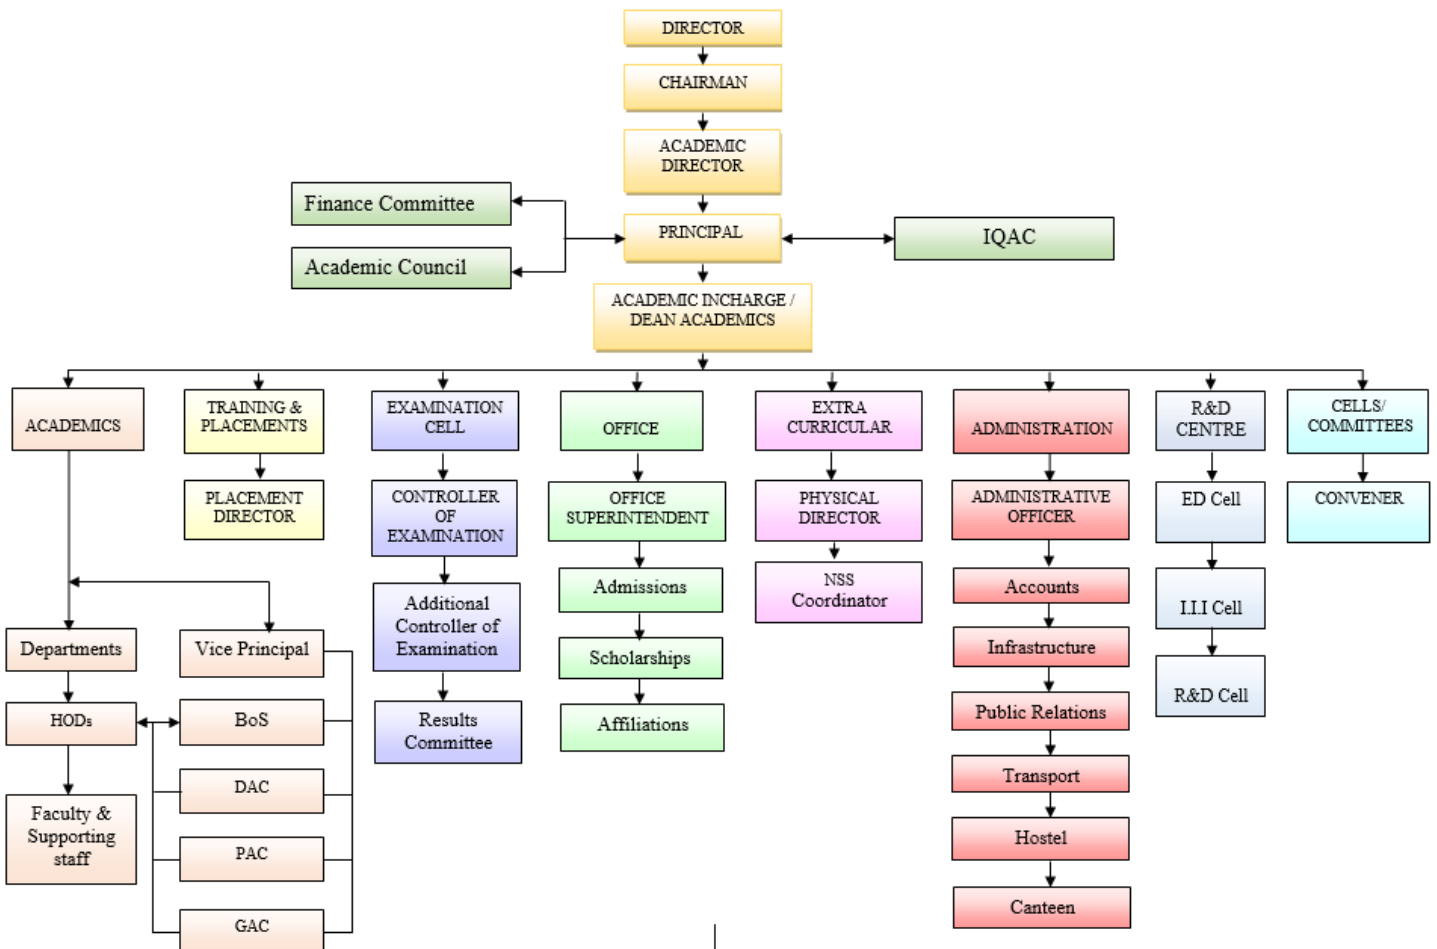 DIRECTOR
CHAIRMAN
ACADEMIC
DIRECTOR
Finance Committee
PRINCIPAL
IQAC
Academic Council
ACADEMIC INCHARGE /
DEAN ACADEMICS
ACADEMICS
TRAINING &
PLACEMENTS
EXAMINATION
CELL
OFFICE
EXTRA
CURRICULAR
ADMINISTRATION
R&D
CENTRE
CELLS/
COMMITTEES
PLACEMENT
DIRECTOR
CONTROLLER
OF
EXAMINATION
OFFICE
SUPERINTENDENT
PHYSICAL
DIRECTOR
ADMINISTRATIVE
OFFICER
ED Cell
CONVENER
Additional
Controller of
Examination
Admissions
NSS
Coordinator
Accounts
I.I.I Cell
Departments
Vice Principal
Scholarships
Infrastructure
R&D Cell
HODs
BoS
Results
Committee
Affiliations
Public Relations
DAC
Transport
Faculty &
Supporting
staff
PAC
Hostel
GAC
Canteen